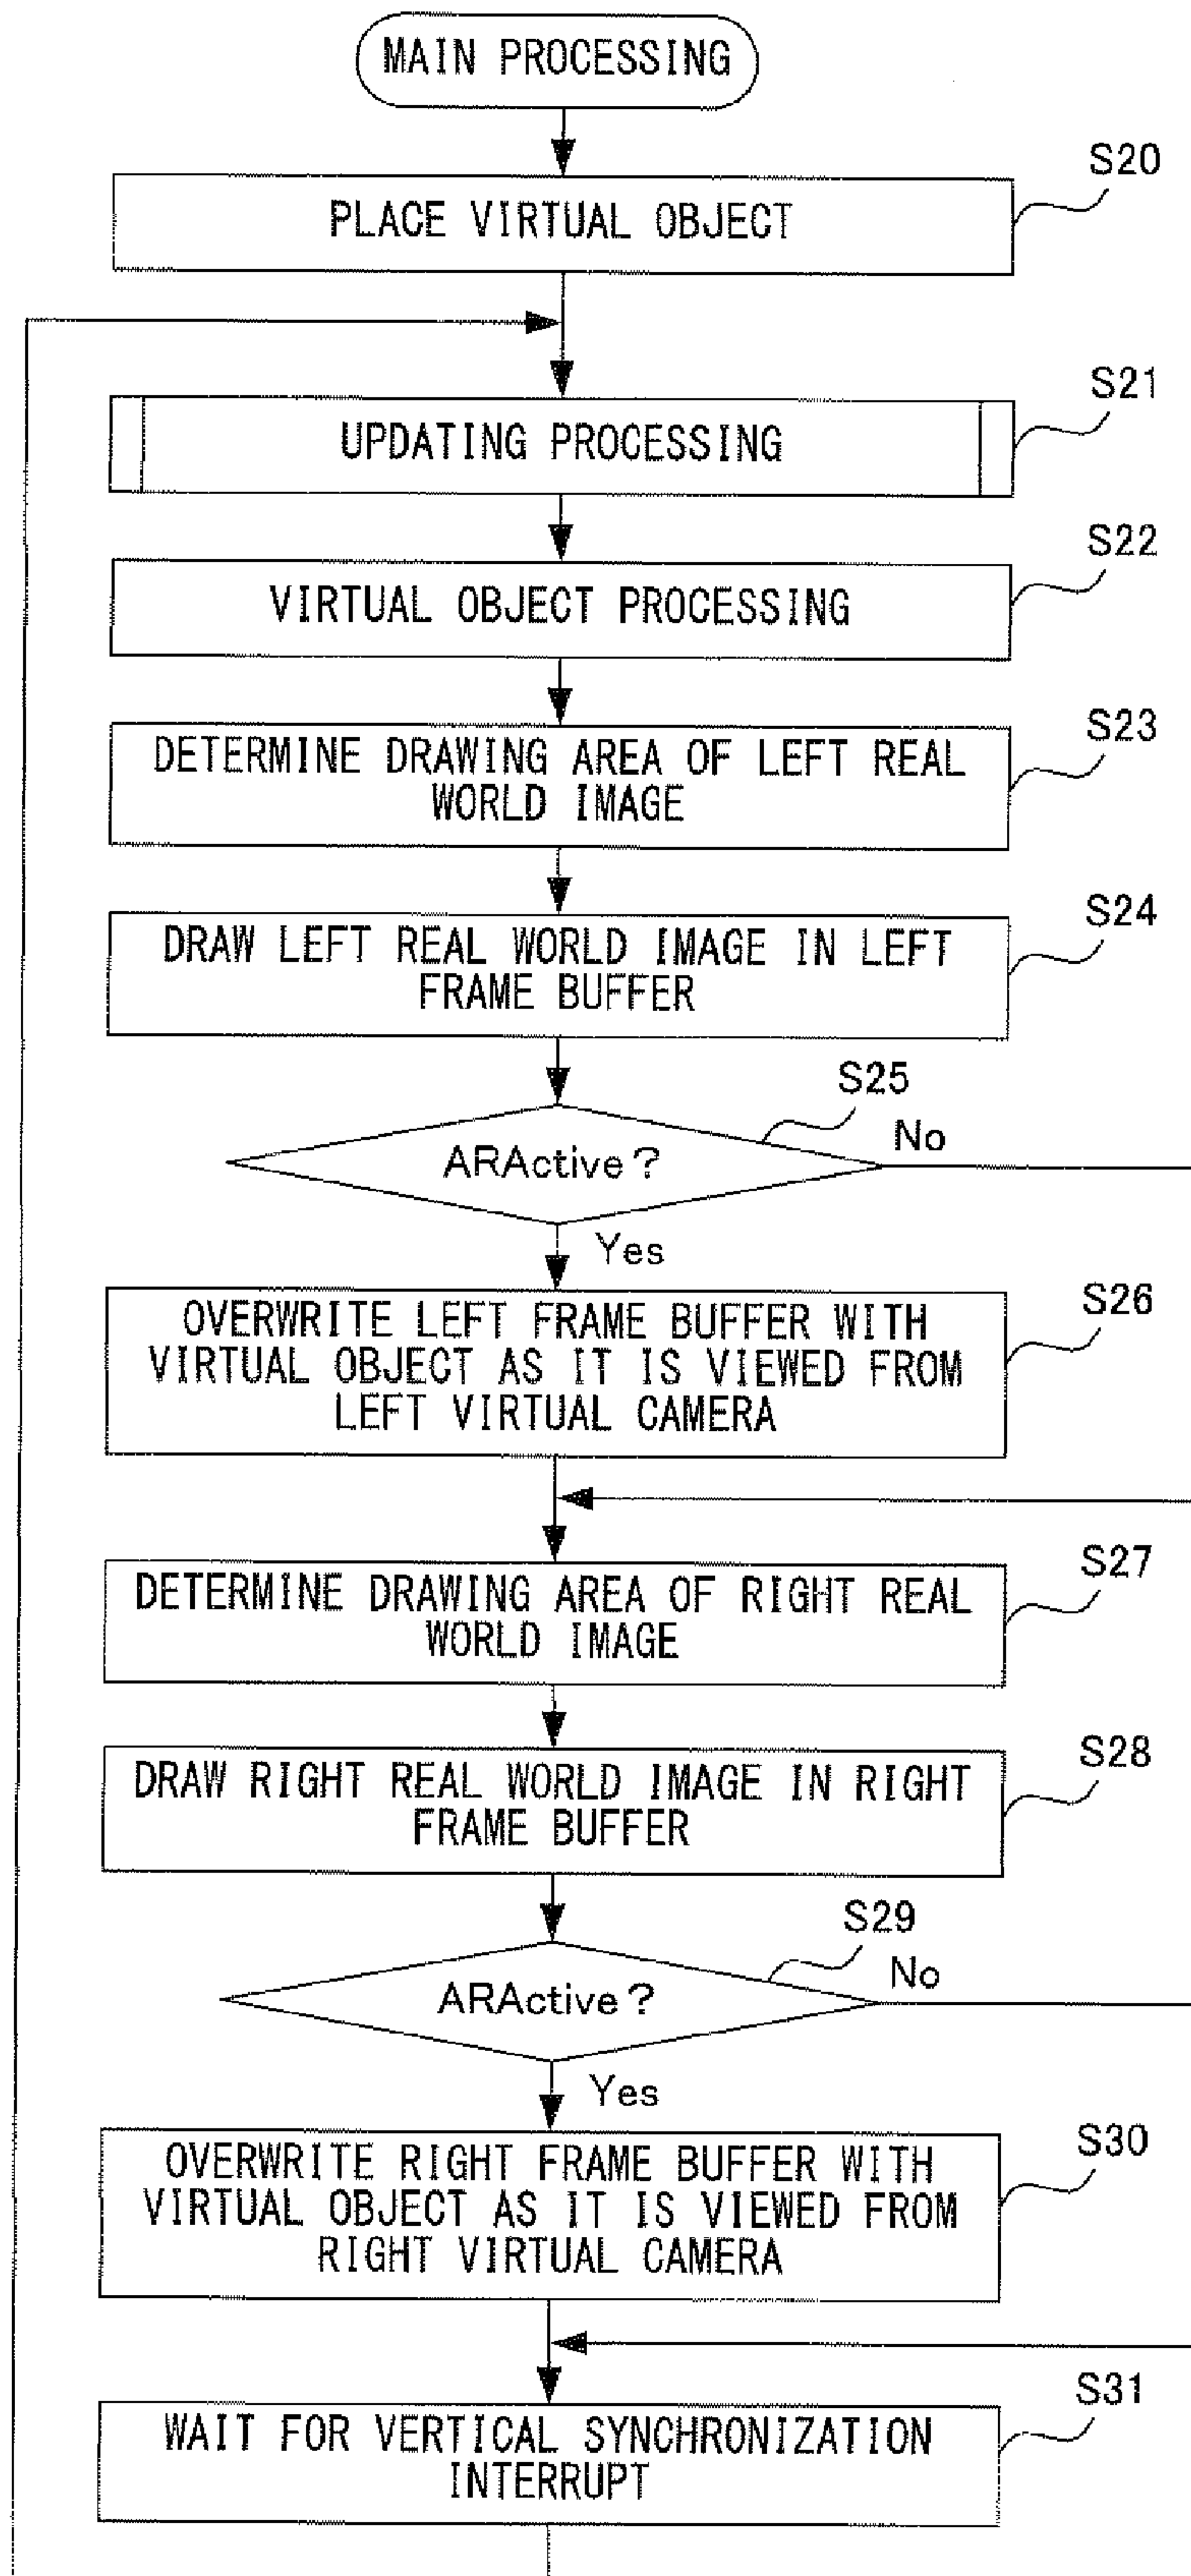 MAIN PROCESSING
S20
PLACE VIRTUAL OBJECT
S21
UPDATING PROCESSING
S22
VIRTUAL OBJECT PROCESSING
S23
DETERMINE DRAWING AREA OF LEFT REAL
WORLD IMAGE
S24
DRAW LEFT REAL WORLD IMAGE IN LEFT
FRAME BUFFER
S25
ARActive?
No
Yes
S26
OVERWRITE LEFT FRAME BUFFER WITH
VIRTUAL OBJECT AS IT IS VIEWED FROM
LEFT VIRTUAL CAMERA
S27
DETERMINE DRAWING AREA OF RIGHT REAL
WORLD IMAGE
S28
DRAW RIGHT REAL WORLD IMAGE IN RIGHT
FRAME BUFFER
S29
ARActive?
No
Yes
S30
OVERWRITE RIGHT FRAME BUFFER WITH
VIRTUAL OBJECT AS IT IS VIEWED FROM
RIGHT VIRTUAL CAMERA
S31
WAIT FOR VERTICAL SYNCHRONIZATION
INTERRUPT